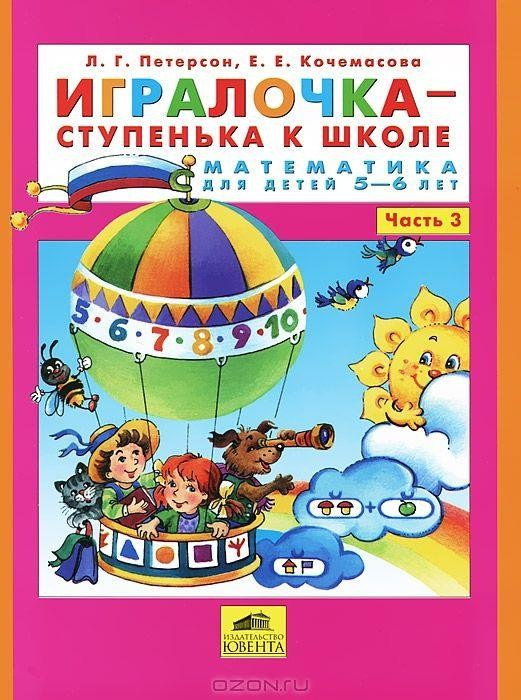 Л. Г. Петерсон, Е. Е. Кочемасова
ИГРАЛОЧКА–
СТУПЕНЬКА К ШКОЛЕ
МАТЕМАТИКА
ДЛЯ ДЕТЕЙ 5–6 ЛЕТ
Часть 3
5·6·7·8·9·10·
+
ИЗДАТЕЛЬСТВО
ЮВЕНТА
OZON.ru